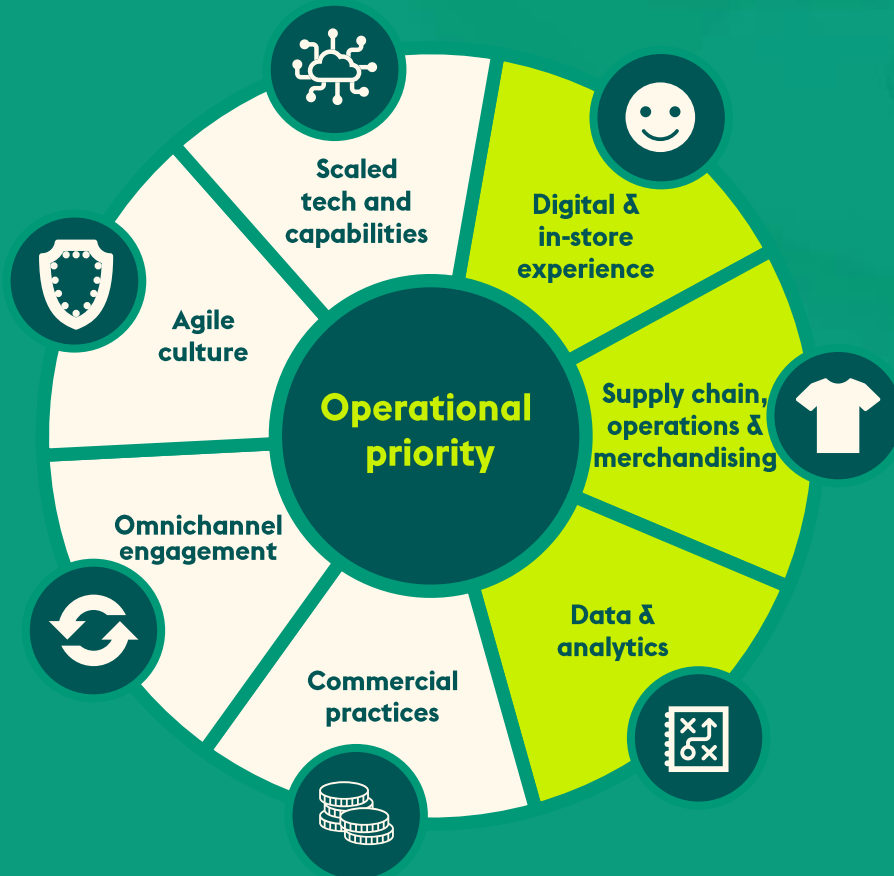 Scaled
tech and
capabilities
Digital &
in-store
experience
Agile
culture
Operational
priority
Supply chain,
operations &
merchandising
Omnichannel
engagement
Data &
analytics
Commercial
practices